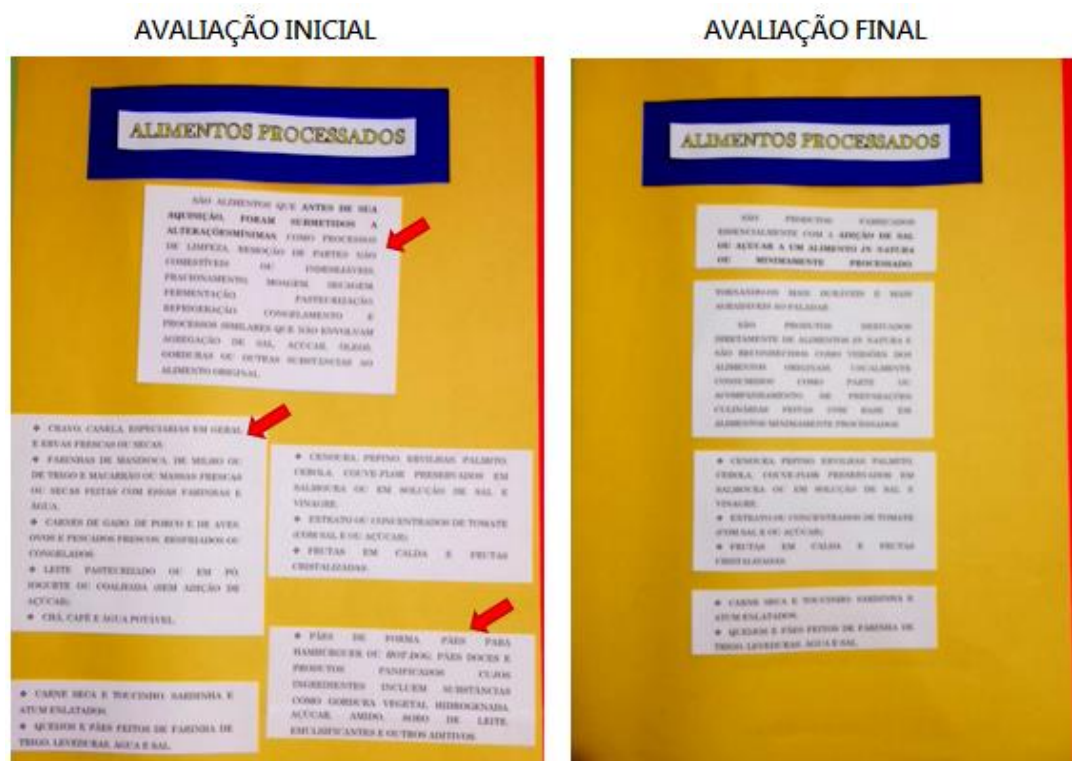 AVALIAÇÃO INICIAL
ALIMENTOS PROCESSADOS
SÃO ALIMENTOS QUE ANTES DE SUA
AQUISIÇÃO, FORAM SUBMETIDOS A
ALTERAÇÕESMÍNIMAS COMO PROCESSOS
DE LIMPEZA, REMOÇÃO DE PARTES NÃO
COMESTÍVEIS OU INDESEJÁVEIS,
FRACIONAMENTO, MOAGEM, SECAGEM,
FERMENTAÇÃO, PASTEURIZAÇÃO,
REFRIGERAÇÃO, CONGELAMENTO E
PROCESSOS SIMILARES QUE NÃO ENVOLVAM
AGREGAÇÃO DE SAL, AÇÚCAR, ÓLEOS,
GORDURAS OU OUTRAS SUBSTÂNCIAS AO
ALIMENTO ORIGINAL.
❖ CRAVO, CANELA, ESPECIARIAS EM GERAL
E ERVAS FRESCAS OU SECAS.
❖ FARINHAS DE MANDIOCA, DE MILHO OU
DE TRIGO E MACARRÃO OU MASSAS FRESCAS
OU SECAS FEITAS COM ESSAS FARINHAS E
ÁGUA.
❖ CARNES DE GADO, DE PORCO E DE AVES,
OVOS E PESCADOS FRESCOS, RESFRIADOS OU
CONGELADOS.
❖ LEITE PASTEURIZADO OU EM PÓ,
IOGURTE OU COALHADA (SEM ADIÇÃO DE
AÇÚCAR).
❖ CHÁ, CAFÉ E ÁGUA POTÁVEL.
❖ CENOURA, PEPINO, ERVILHAS, PALMITO,
CEBOLA, COUVE-FLOR PRESERVADOS EM
SALMOURA OU EM SOLUÇÃO DE SAL E
VINAGRE.
❖ EXTRATO OU CONCENTRADOS DE TOMATE
(COM SAL E OU AÇÚCAR).
❖ FRUTAS EM CALDA E FRUTAS
CRISTALIZADAS.
❖ PÃES DE FORMA, PÃES PARA
HAMBÚRGUER OU HOT DOG, PÃES DOCES E
PRODUTOS PANIFICADOS CUJOS
INGREDIENTES INCLUEM SUBSTÂNCIAS
COMO GORDURA VEGETAL HIDROGENADA,
AÇÚCAR, AMIDO, SORO DE LEITE,
EMULSIFICANTES E OUTROS ADITIVOS.
❖ CARNE SECA E TOUCINHO, SARDINHA E
ATUM ENLATADOS.
❖ QUEIJOS E PÃES FEITOS DE FARINHA DE
TRIGO, LEVEDURAS, ÁGUA E SAL.
AVALIAÇÃO FINAL
ALIMENTOS PROCESSADOS
SÃO PRODUTOS FABRICADOS
ESSENCIALMENTE COM A ADIÇÃO DE SAL
OU AÇÚCAR A UM ALIMENTO IN NATURA
OU MINIMAMENTE PROCESSADO,
TORNANDO-OS MAIS DURÁVEIS E MAIS
AGRADÁVEIS AO PALADAR.
SÃO PRODUTOS DERIVADOS
DIRETAMENTE DE ALIMENTOS IN NATURA E
SÃO RECONHECIDOS COMO VERSÕES DOS
ALIMENTOS ORIGINAIS, USUALMENTE
CONSUMIDOS COMO PARTE OU
ACOMPANHAMENTO DE PREPARAÇÕES
CULINÁRIAS FEITAS COM BASE EM
ALIMENTOS MINIMAMENTE PROCESSADOS.
❖ CENOURA, PEPINO, ERVILHAS, PALMITO,
CEBOLA, COUVE-FLOR PRESERVADOS EM
SALMOURA OU EM SOLUÇÃO DE SAL E
VINAGRE.
❖ EXTRATO OU CONCENTRADOS DE TOMATE
(COM SAL E OU AÇÚCAR).
❖ FRUTAS EM CALDA E FRUTAS
CRISTALIZADAS.
❖ CARNE SECA E TOUCINHO, SARDINHA E
ATUM ENLATADOS.
❖ QUEIJOS E PÃES FEITOS DE FARINHA DE
TRIGO, LEVEDURAS, ÁGUA E SAL.